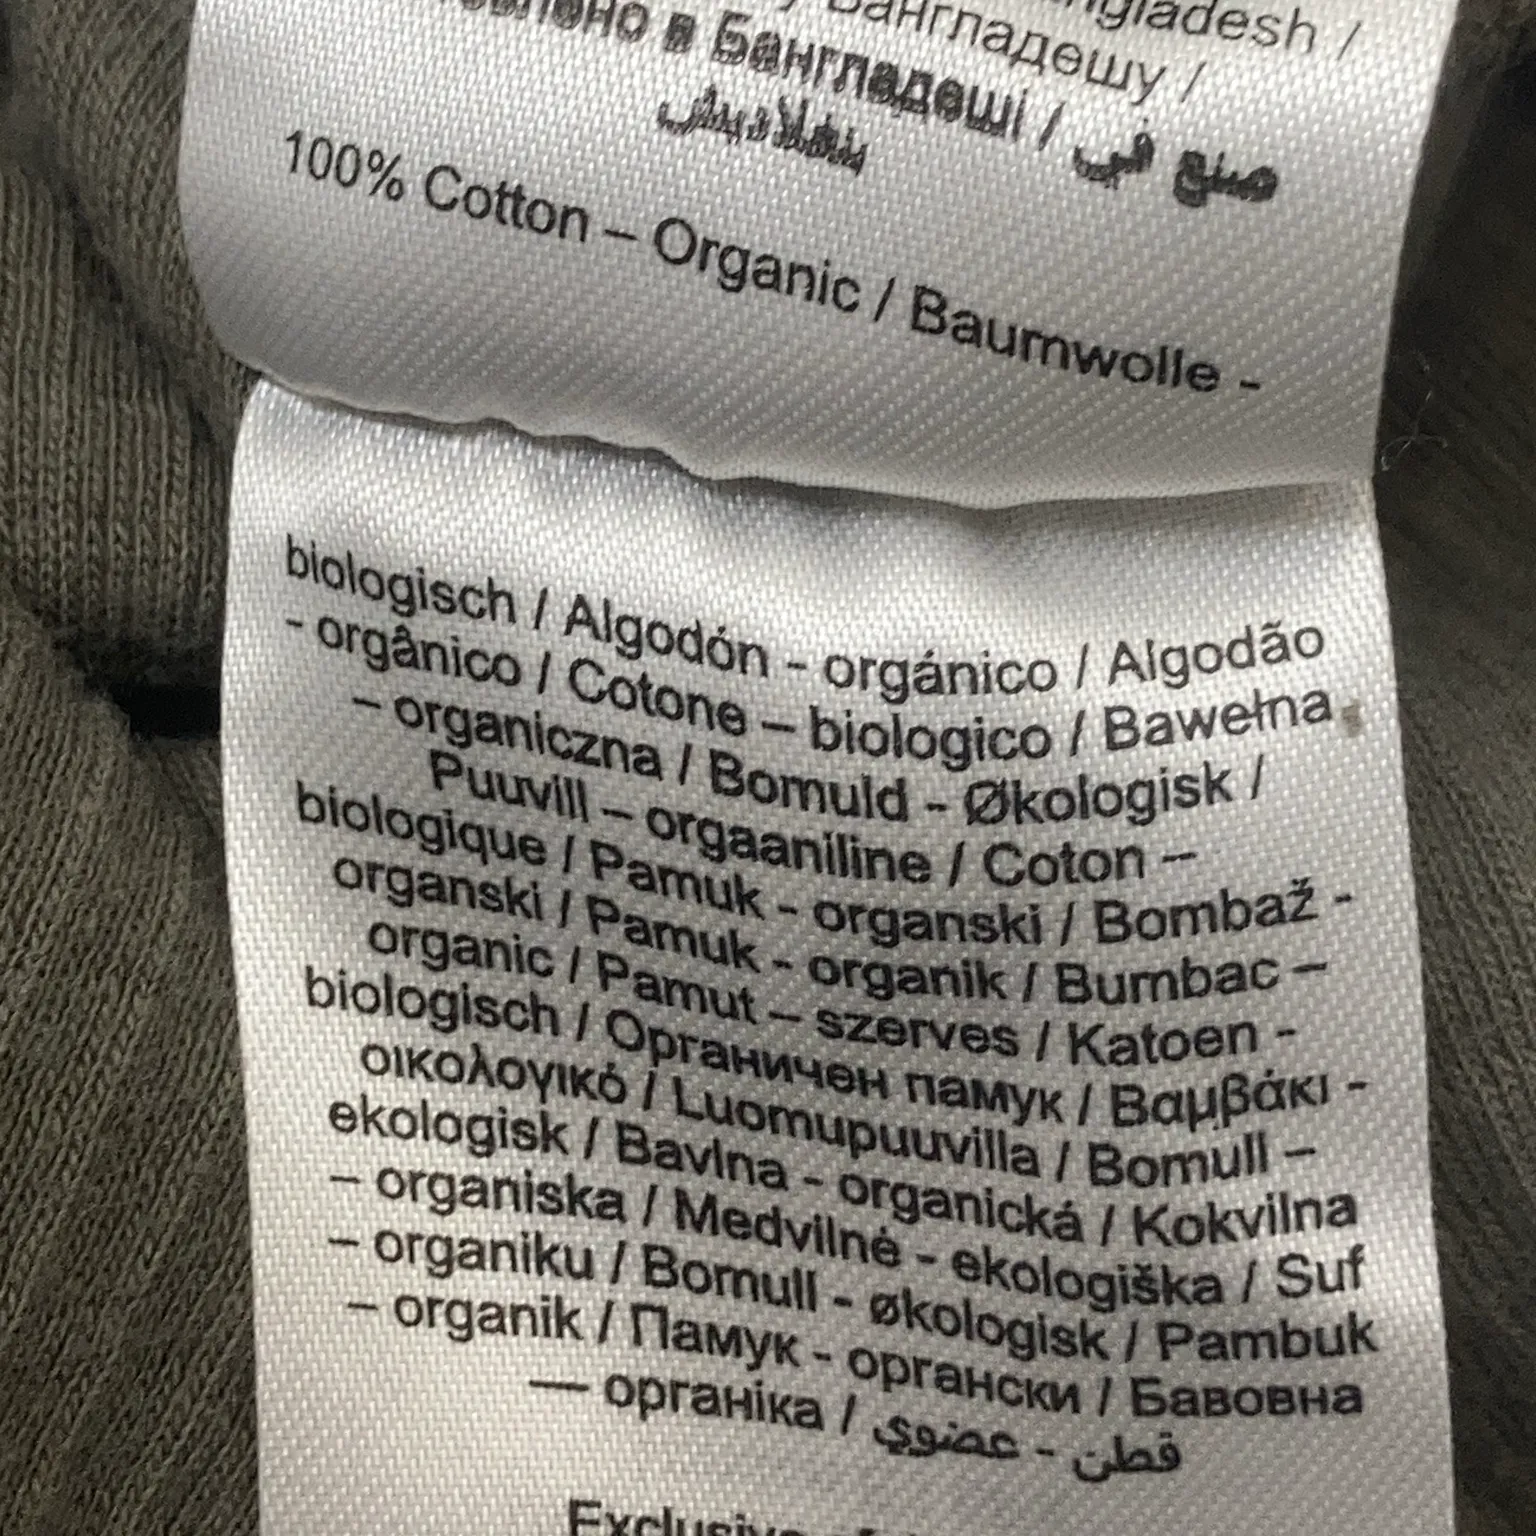 Bangladesh /
Бангладешу /
в Бангладеші / صنع في
بنغلاديش
100% Cotton – Organic / Baumwolle -
biologisch / Algodón - orgánico / Algodão
- orgânico / Cotone – biologico / Bawełna
– organiczna / Bomuld - Økologisk /
Puuvill – orgaaniline / Coton –
biologique / Pamuk - organski / Bombaž -
organski / Pamuk - organik / Bumbac –
organic / Pamut – szerves / Katoen -
biologisch / Органичен памук / Βαμβάκι -
οικολογικό / Luomupuuvilla / Bomull –
ekologisk / Bavlna - organická / Kokvilna
– organiska / Medvilnė - ekologiška / Suf
– organiku / Bomull - økologisk / Pambuk
– organik / Памук - органски / Бавовна
— органіка / قطن - عضوي
Exclusive of